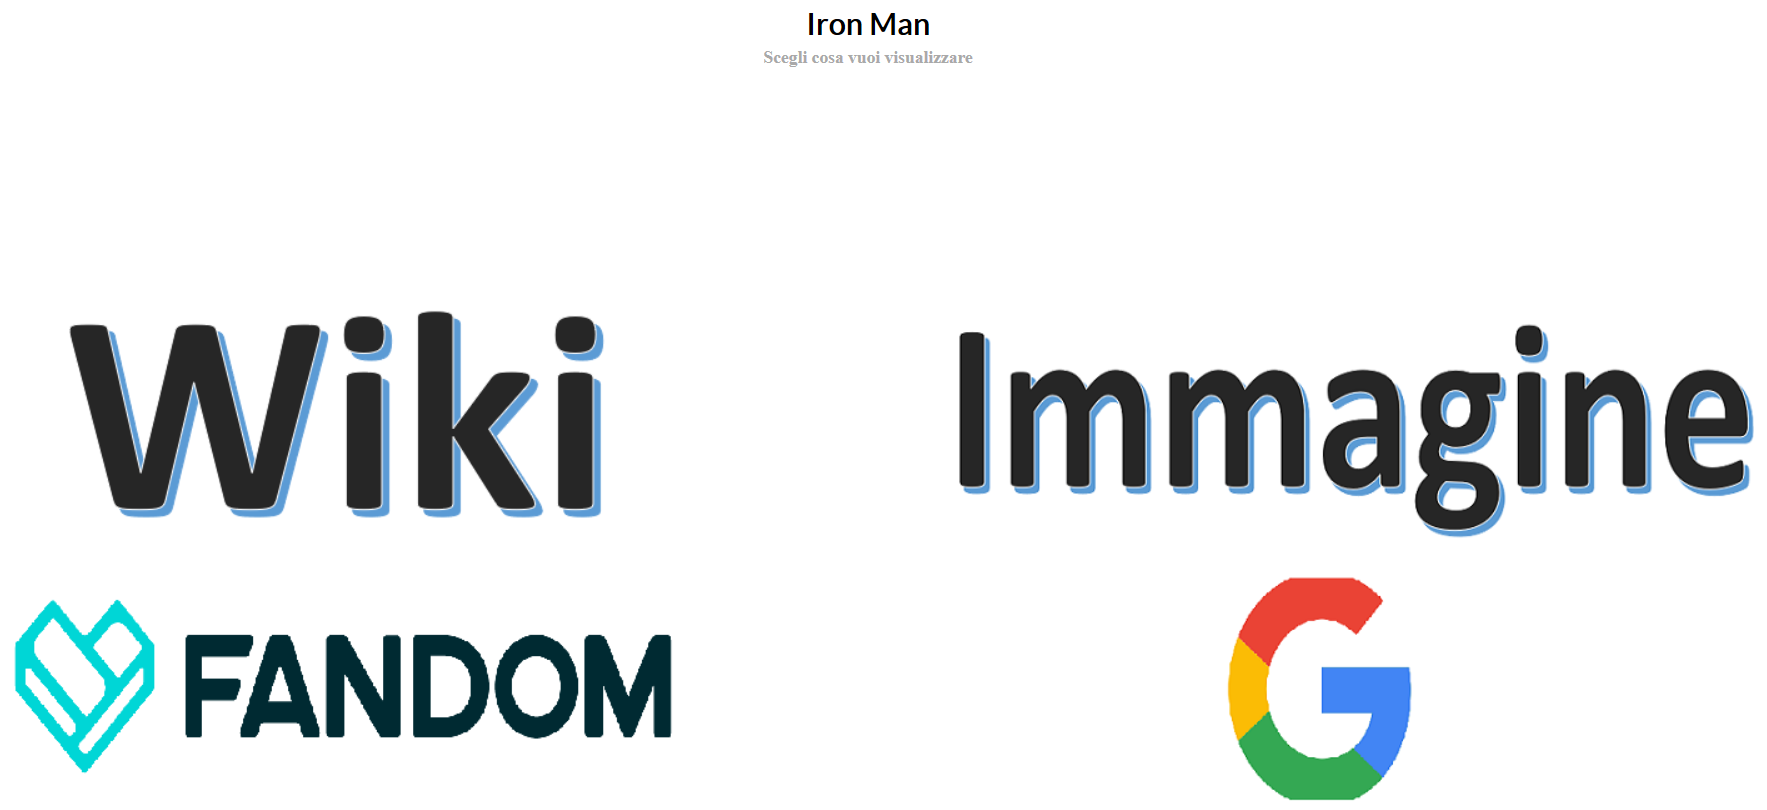 Iron Man
Scegli cosa vuoi visualizzare
Wiki
Immagine
FANDOM
G